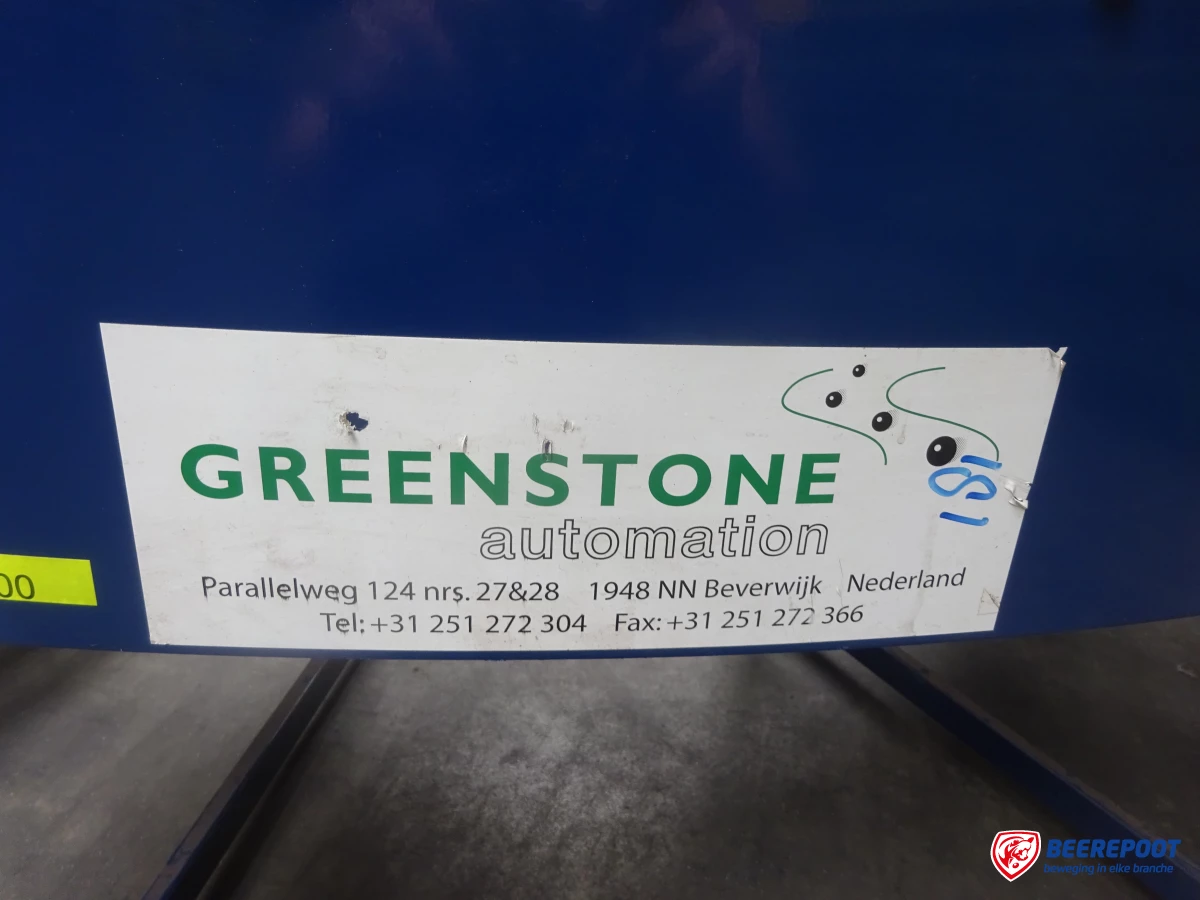 GREENSTONE
automation
181
00
Parallelweg 124 nrs. 27&28 1948 NN Beverwijk Nederland
Tel: +31 251 272 304 Fax: +31 251 272 366
BEEREPOOT
beweging in elke branche